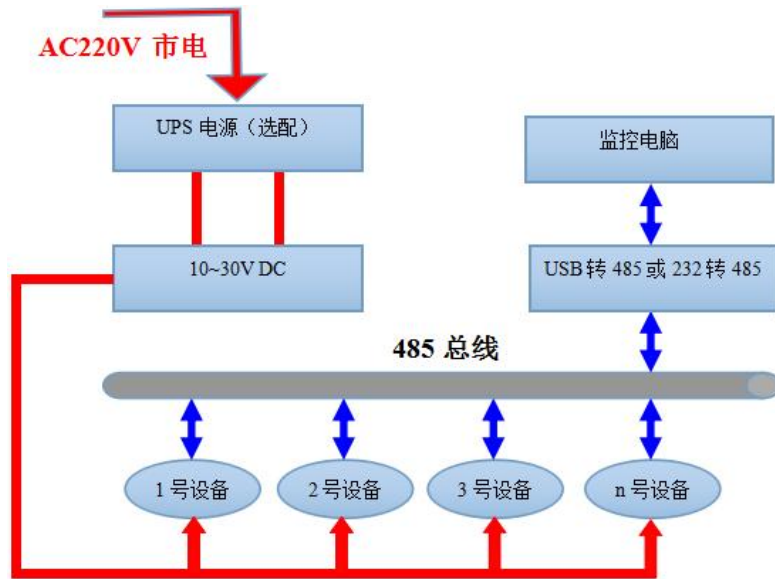 AC220V 市电
UPS 电源（选配）
监控电脑
10~30V DC
USB 转 485 或 232 转 485
485 总线
1 号设备
2 号设备
3 号设备
n 号设备